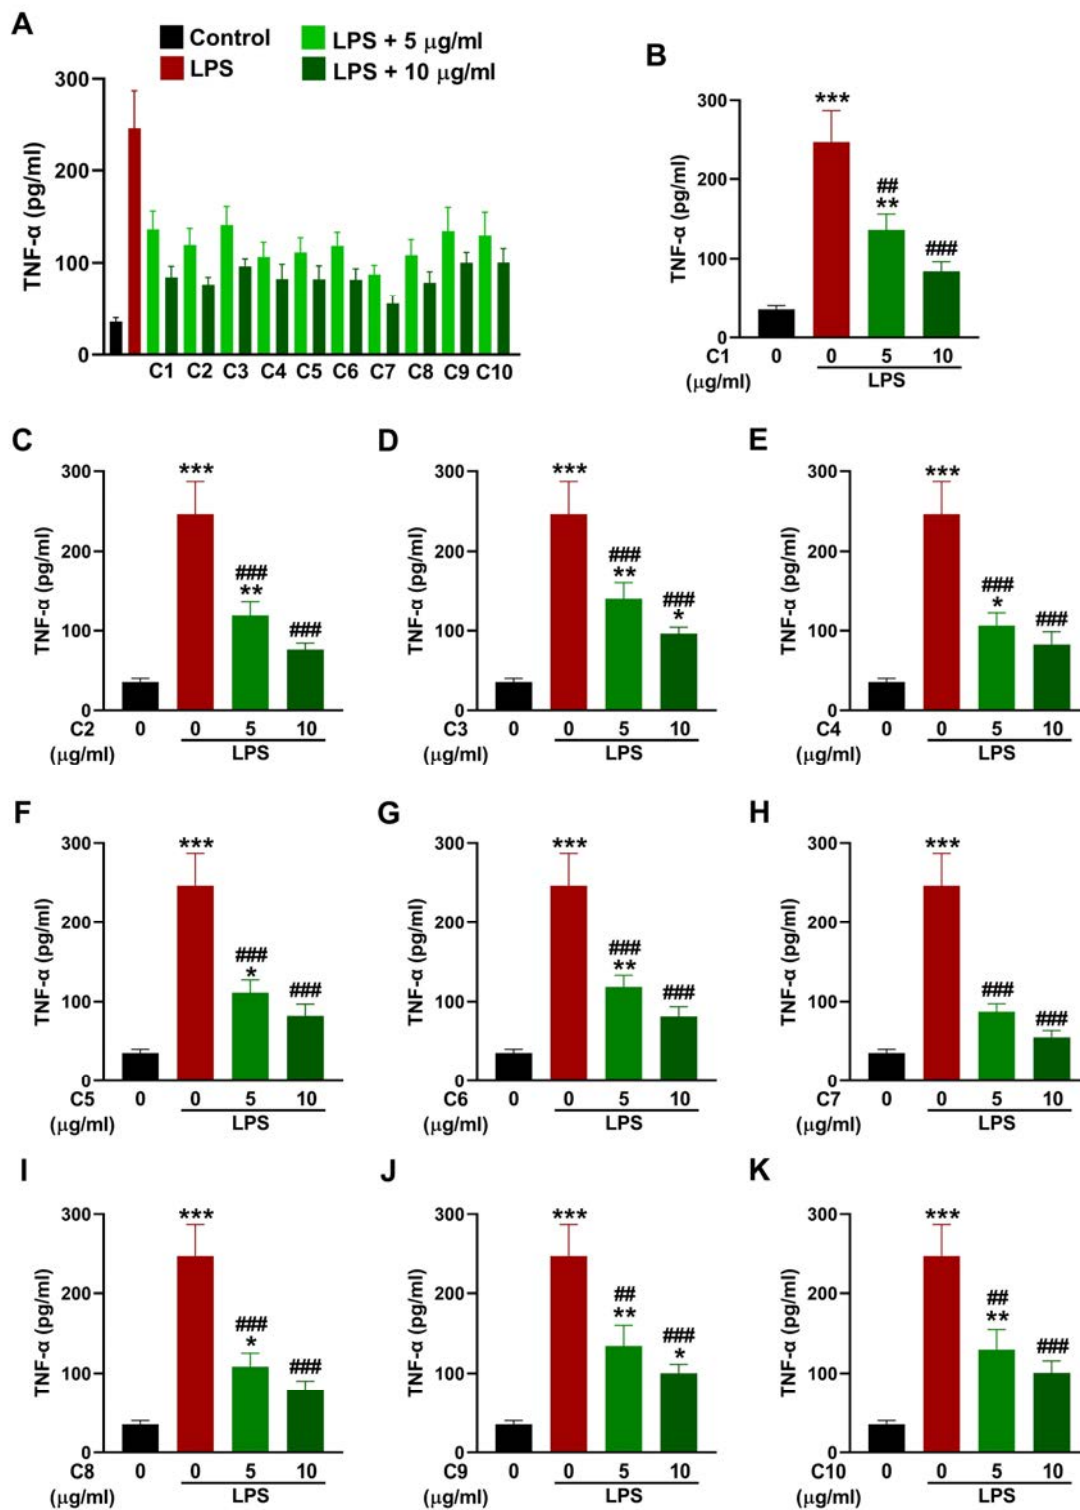 A
Control
LPS + 5 μg/ml
LPS
LPS + 10 μg/ml
300
200
100
0
TNF-α (pg/ml)
C1 C2 C3 C4 C5 C6 C7 C8 C9 C10
B
300
200
100
0
TNF-α (pg/ml)
***
##
**
###
C1 0 0 5 10
(μg/ml) LPS
C
300
200
100
0
TNF-α (pg/ml)
***
###
**
###
C2 0 0 5 10
(μg/ml) LPS
D
300
200
100
0
TNF-α (pg/ml)
***
###
**
###
*
C3 0 0 5 10
(μg/ml) LPS
E
300
200
100
0
TNF-α (pg/ml)
***
###
*
###
C4 0 0 5 10
(μg/ml) LPS
F
300
200
100
0
TNF-α (pg/ml)
***
###
*
###
C5 0 0 5 10
(μg/ml) LPS
G
300
200
100
0
TNF-α (pg/ml)
***
###
**
###
C6 0 0 5 10
(μg/ml) LPS
H
300
200
100
0
TNF-α (pg/ml)
***
###
###
C7 0 0 5 10
(μg/ml) LPS
I
300
200
100
0
TNF-α (pg/ml)
***
###
*
###
C8 0 0 5 10
(μg/ml) LPS
J
300
200
100
0
TNF-α (pg/ml)
***
##
**
###
*
C9 0 0 5 10
(μg/ml) LPS
K
300
200
100
0
TNF-α (pg/ml)
***
##
**
###
C10 0 0 5 10
(μg/ml) LPS